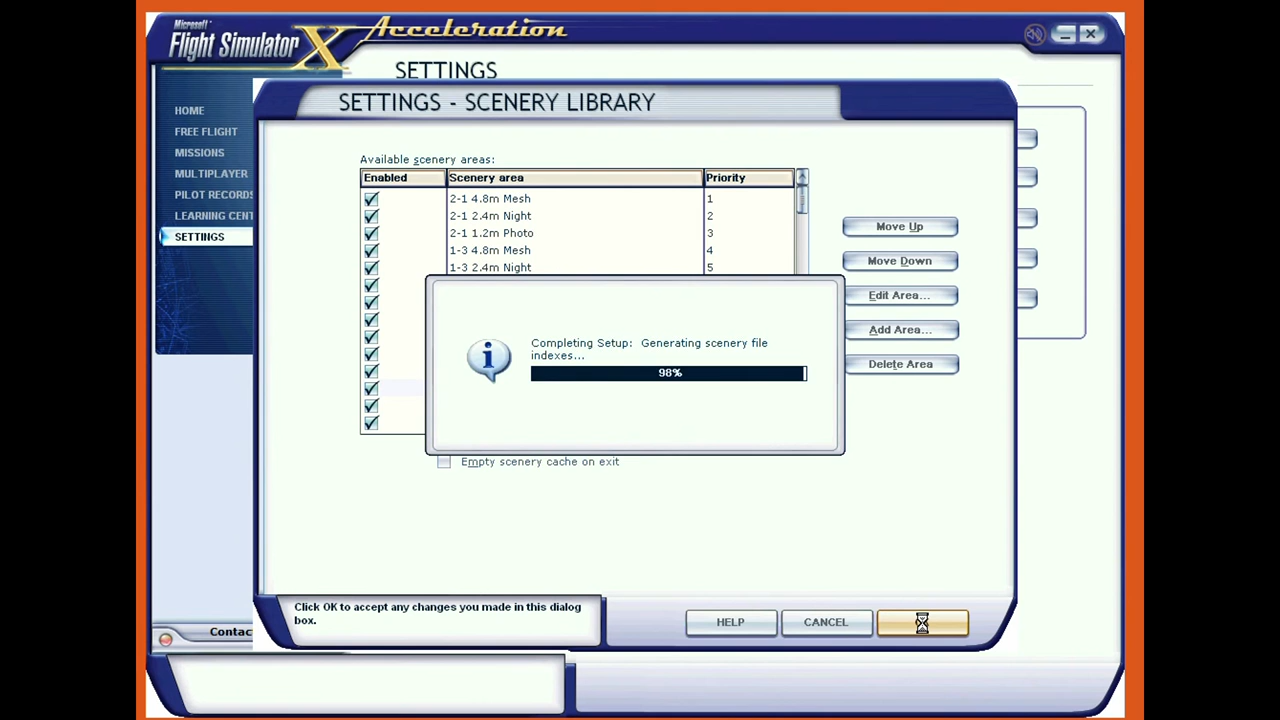 Microsoft
Flight Simulator X Acceleration
SETTINGS
SETTINGS - SCENERY LIBRARY
HOME
FREE FLIGHT
MISSIONS
MULTIPLAYER
PILOT RECORDS
LEARNING CENT
SETTINGS
Available scenery areas:
Enabled Scenery area Priority
2-1 4.8m Mesh 1
2-1 2.4m Night 2
2-1 1.2m Photo 3
1-3 4.8m Mesh 4
1-3 2.4m Night 5
Move Up
Move Down
Edit Area...
Add Area...
Delete Area
Completing Setup: Generating scenery file
indexes...
98%
Empty scenery cache on exit
Click OK to accept any changes you made in this dialog
box.
HELP CANCEL
Contac